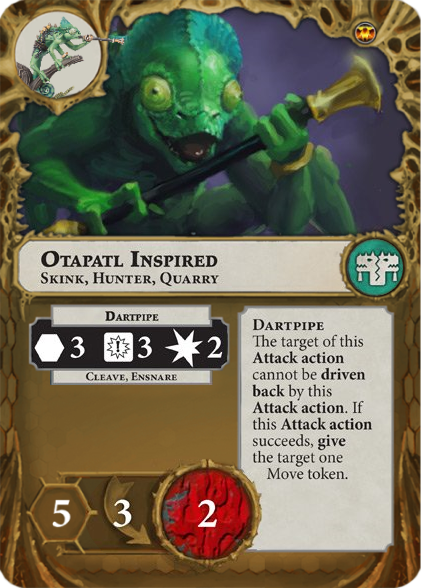 Otapatl Inspired
Skink, Hunter, Quarry
Dartpipe
3 3 2
Cleave, Ensnare
Dartpipe
The target of this
Attack action
cannot be driven
back by this
Attack action. If
this Attack action
succeeds, give
the target one
Move token.
5 3 2